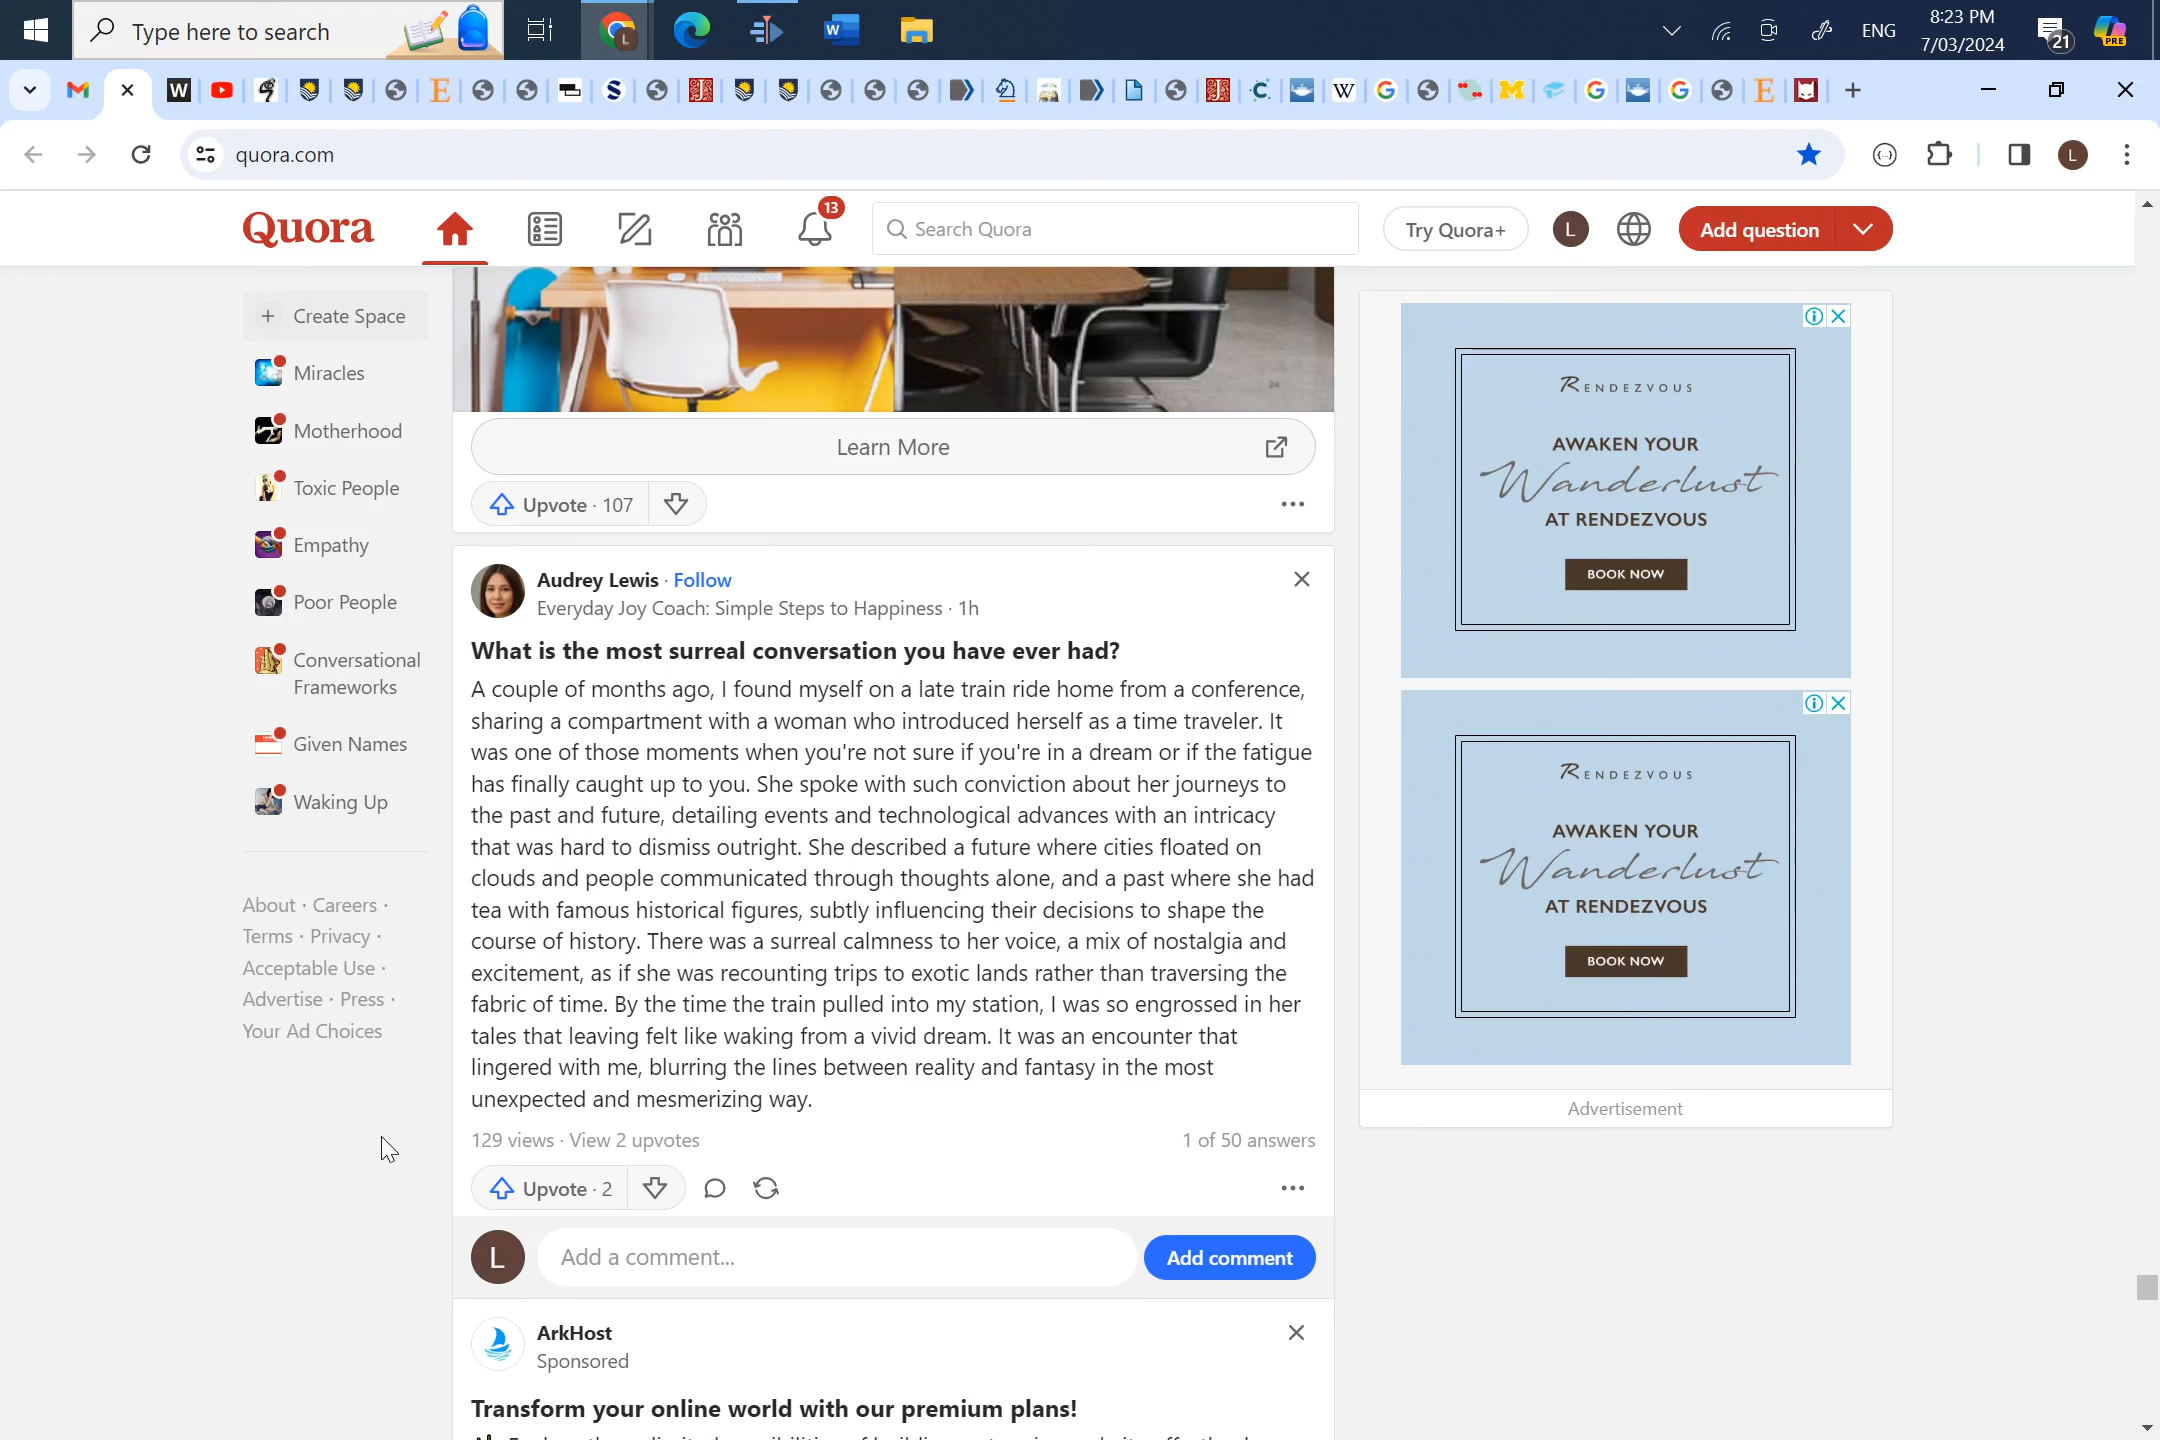 Type here to search
ENG
8:23 PM
7/03/2024
21
PRE
quora.com
L
Quora
13
Search Quora
Try Quora+
L
Add question
Create Space
Miracles
Motherhood
Toxic People
Empathy
Poor People
Conversational
Frameworks
Given Names
Waking Up
About · Careers ·
Terms · Privacy ·
Acceptable Use ·
Advertise · Press ·
Your Ad Choices
24
Learn More
Upvote · 107
Audrey Lewis · Follow
Everyday Joy Coach: Simple Steps to Happiness · 1h
What is the most surreal conversation you have ever had?
A couple of months ago, I found myself on a late train ride home from a conference,
sharing a compartment with a woman who introduced herself as a time traveler. It
was one of those moments when you're not sure if you're in a dream or if the fatigue
has finally caught up to you. She spoke with such conviction about her journeys to
the past and future, detailing events and technological advances with an intricacy
that was hard to dismiss outright. She described a future where cities floated on
clouds and people communicated through thoughts alone, and a past where she had
tea with famous historical figures, subtly influencing their decisions to shape the
course of history. There was a surreal calmness to her voice, a mix of nostalgia and
excitement, as if she was recounting trips to exotic lands rather than traversing the
fabric of time. By the time the train pulled into my station, I was so engrossed in her
tales that leaving felt like waking from a vivid dream. It was an encounter that
lingered with me, blurring the lines between reality and fantasy in the most
unexpected and mesmerizing way.
129 views · View 2 upvotes
1 of 50 answers
Upvote · 2
L
Add a comment...
Add comment
ArkHost
Sponsored
Transform your online world with our premium plans!
RENDEZVOUS
AWAKEN YOUR
Wanderlust
AT RENDEZVOUS
BOOK NOW
RENDEZVOUS
AWAKEN YOUR
Wanderlust
AT RENDEZVOUS
BOOK NOW
Advertisement